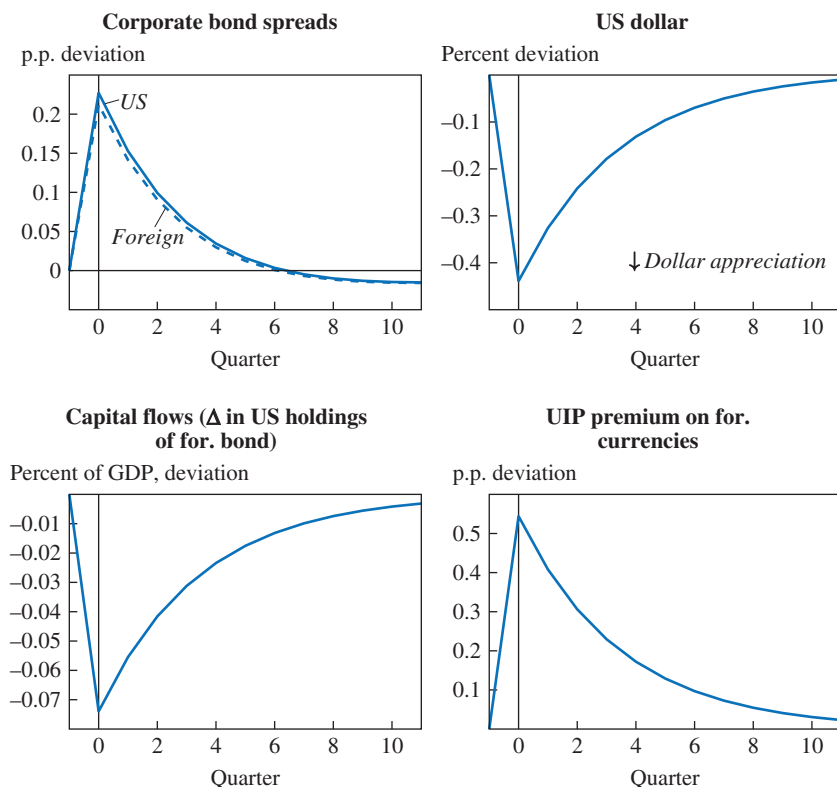 Corporate bond spreads
p.p. deviation
0.2
0.15
0.1
0.05
0
US
Foreign
0 2 4 6 8 10
Quarter
US dollar
Percent deviation
–0.1
–0.2
–0.3
–0.4
↓ Dollar appreciation
0 2 4 6 8 10
Quarter
Capital flows (Δ in US holdings
of for. bond)
Percent of GDP, deviation
–0.01
–0.02
–0.03
–0.04
–0.05
–0.06
–0.07
0 2 4 6 8 10
Quarter
UIP premium on for.
currencies
p.p. deviation
0.5
0.4
0.3
0.2
0.1
0 2 4 6 8 10
Quarter